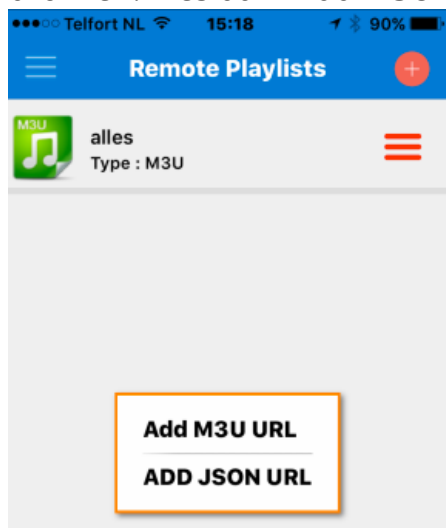 Telfort NL 15:18 90%
Remote Playlists
M3U
alles
Type : M3U
Add M3U URL
ADD JSON URL